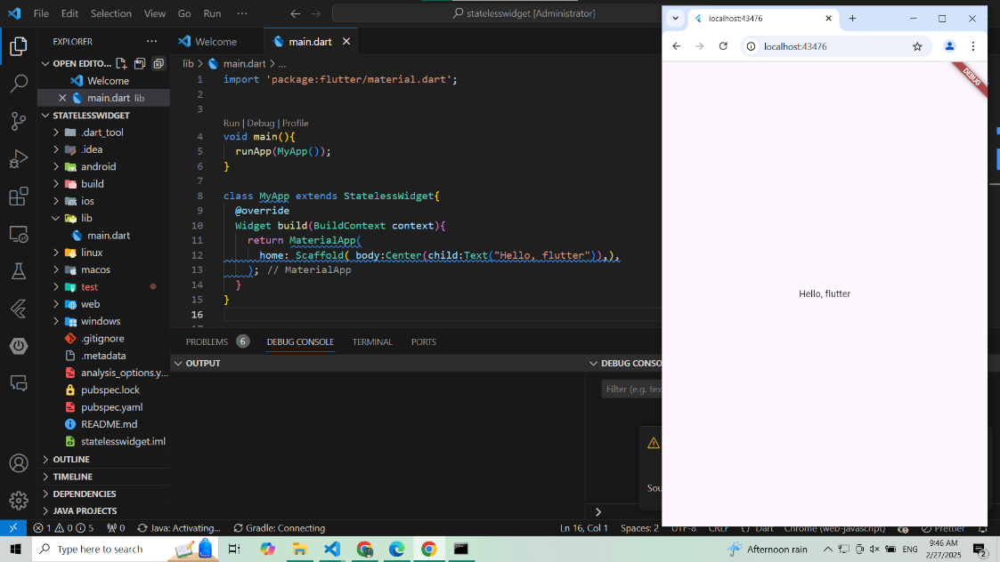 File Edit Selection View Go Run ··· statelesswidget [Administrator]
EXPLORER
OPEN EDITO...
Welcome
main.dart lib
STATELESSWIDGET
.dart_tool
.idea
android
build
ios
lib
main.dart
linux
macos
test
web
windows
.gitignore
.metadata
analysis_options.y...
pubspec.lock
pubspec.yaml
README.md
statelesswidget.iml
OUTLINE
TIMELINE
DEPENDENCIES
JAVA PROJECTS
Welcome main.dart
lib > main.dart > ...
1 import 'package:flutter/material.dart';
2
3
Run | Debug | Profile
4 void main(){
5 runApp(MyApp());
6 }
7
8 class MyApp extends StatelessWidget{
9 @override
10 Widget build(BuildContext context){
11 return MaterialApp(
12 home: Scaffold( body:Center(child:Text("Hello, flutter")),),
13 ); // MaterialApp
14 }
15 }
16
PROBLEMS 6 DEBUG CONSOLE TERMINAL PORTS
OUTPUT
DEBUG CONSO
Filter (e.g. tex
Sou
localhost:43476
localhost:43476
DEBUG
Hello, flutter
1 0 5 0 Java: Activating... Gradle: Connecting Ln 16, Col 1 Spaces: 2 UTF-8 CRLF {} Dart Chrome (web-javascript) Prettier
Type here to search
Afternoon rain
ENG
9:46 AM
2/27/2025
2